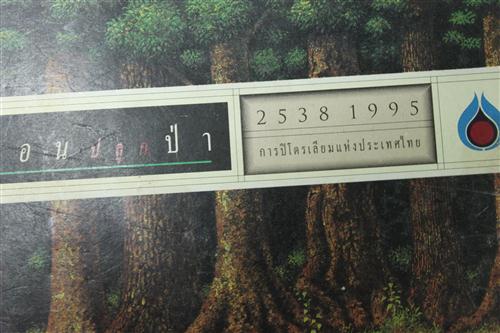 อนปลูกป่า
2538 1995
การปิโตรเลียมแห่งประเทศไทย